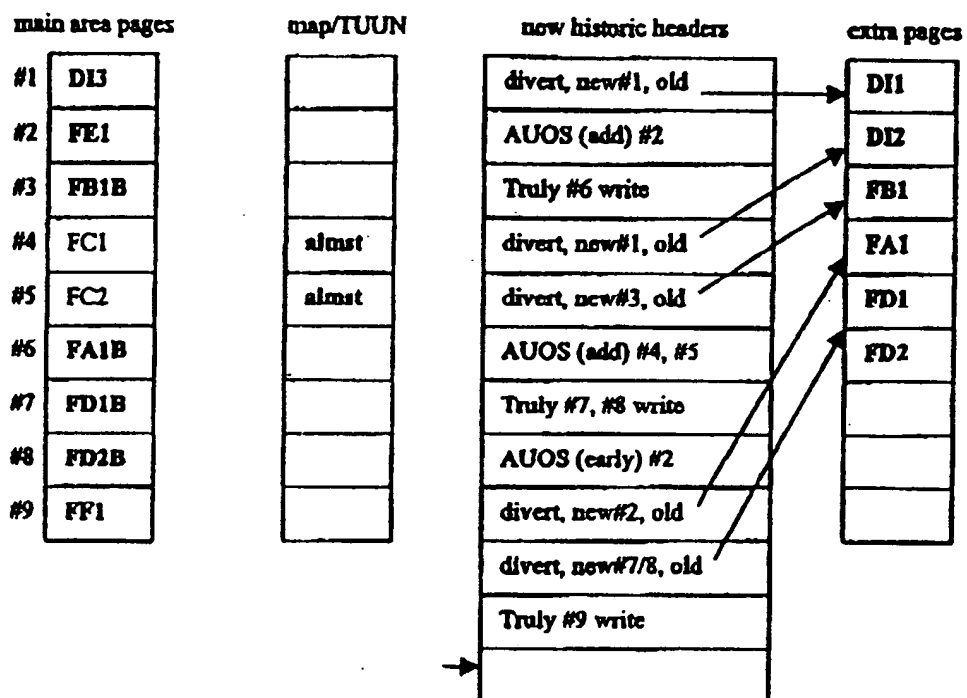 main area pages map/TUUN now historic headers extra pages
#1 DI3 divert, new#1, old DI1
#2 FE1 AUOS (add) #2 DI2
#3 FB1B Truly #6 write FB1
#4 FC1 almst divert, new#1, old FA1
#5 FC2 almst divert, new#3, old FD1
#6 FA1B AUOS (add) #4, #5 FD2
#7 FD1B Truly #7, #8 write
#8 FD2B AUOS (early) #2
#9 FF1 divert, new#2, old
divert, new#7/8, old
Truly #9 write